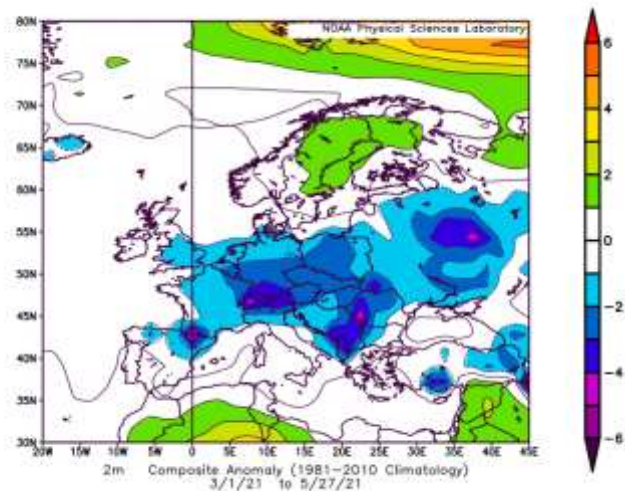 NOAA Physical Sciences Laboratory
80N
75N
70N
65N
60N
55N
50N
45N
40N
35N
30N
20W 15W 10W 5W 0 5E 10E 15E 20E 25E 30E 35E 40E 45E
6
4
2
0
-2
-4
-6
2m Composite Anomaly (1981-2010 Climatology)
3/1/21 to 5/27/21